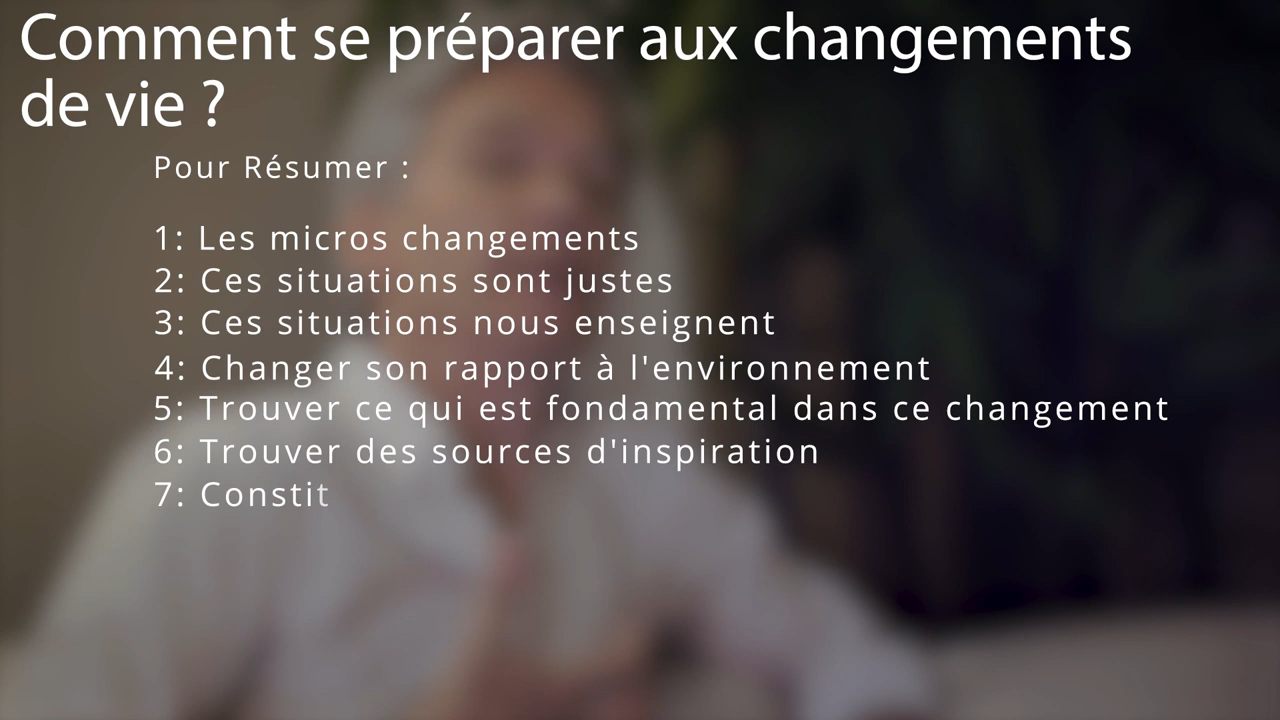 Comment se préparer aux changements
de vie ?
Pour Résumer :
1: Les micros changements
2: Ces situations sont justes
3: Ces situations nous enseignent
4: Changer son rapport à l'environnement
5: Trouver ce qui est fondamental dans ce changement
6: Trouver des sources d'inspiration
7: Constit